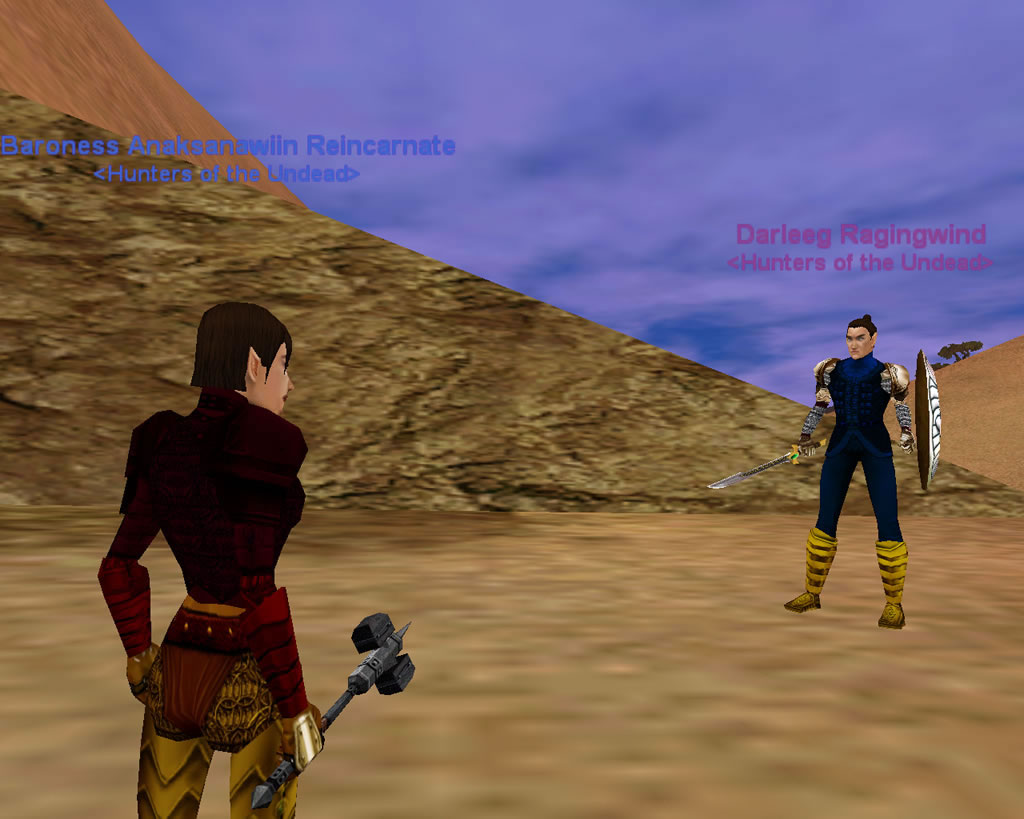 Baroness Anaksanawiin Reincarnate
<Hunters of the Undead>
Darleeg Ragingwind
<Hunters of the Undead>